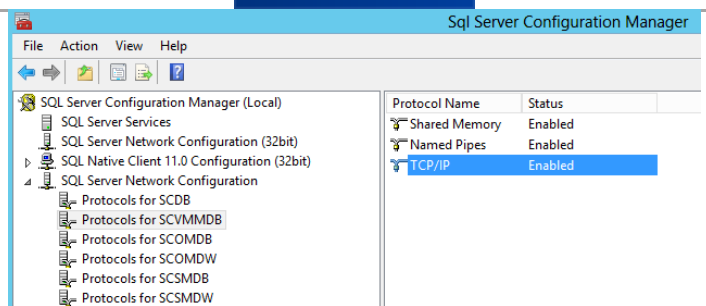 Sql Server Configuration Manager
File Action View Help
SQL Server Configuration Manager (Local)
SQL Server Services
SQL Server Network Configuration (32bit)
SQL Native Client 11.0 Configuration (32bit)
SQL Server Network Configuration
Protocols for SCDB
Protocols for SCVMMDB
Protocols for SCOMDB
Protocols for SCOMDW
Protocols for SCSMDB
Protocols for SCSMDW
Protocol Name Status
Shared Memory Enabled
Named Pipes Enabled
TCP/IP Enabled